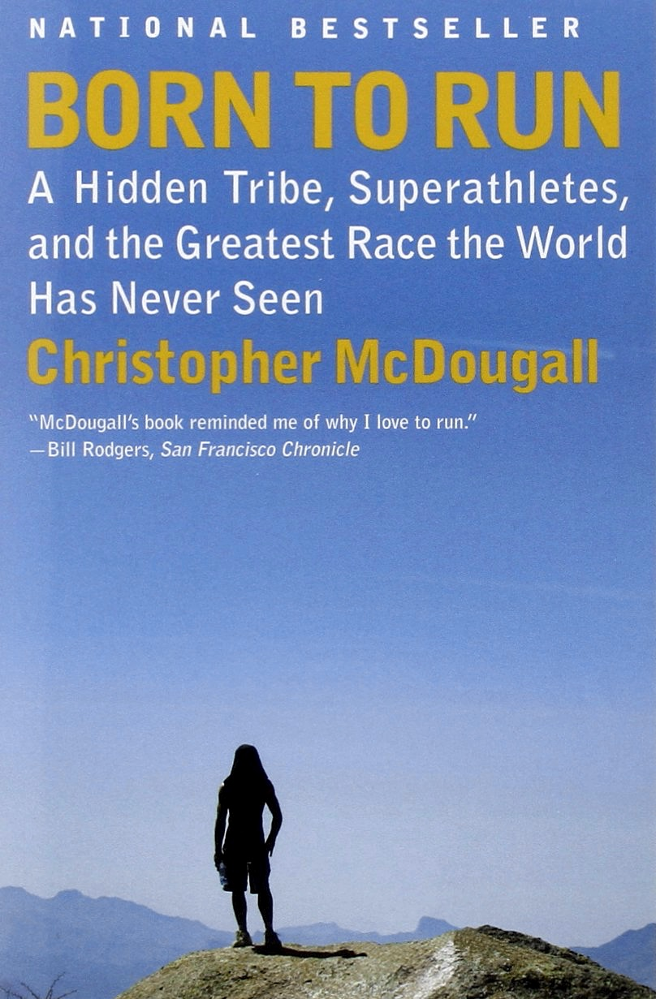 NATIONAL BESTSELLER
BORN TO RUN
A Hidden Tribe, Superathletes,
and the Greatest Race the World
Has Never Seen
Christopher McDougall
“McDougall’s book reminded me of why I love to run.”
—Bill Rodgers, San Francisco Chronicle